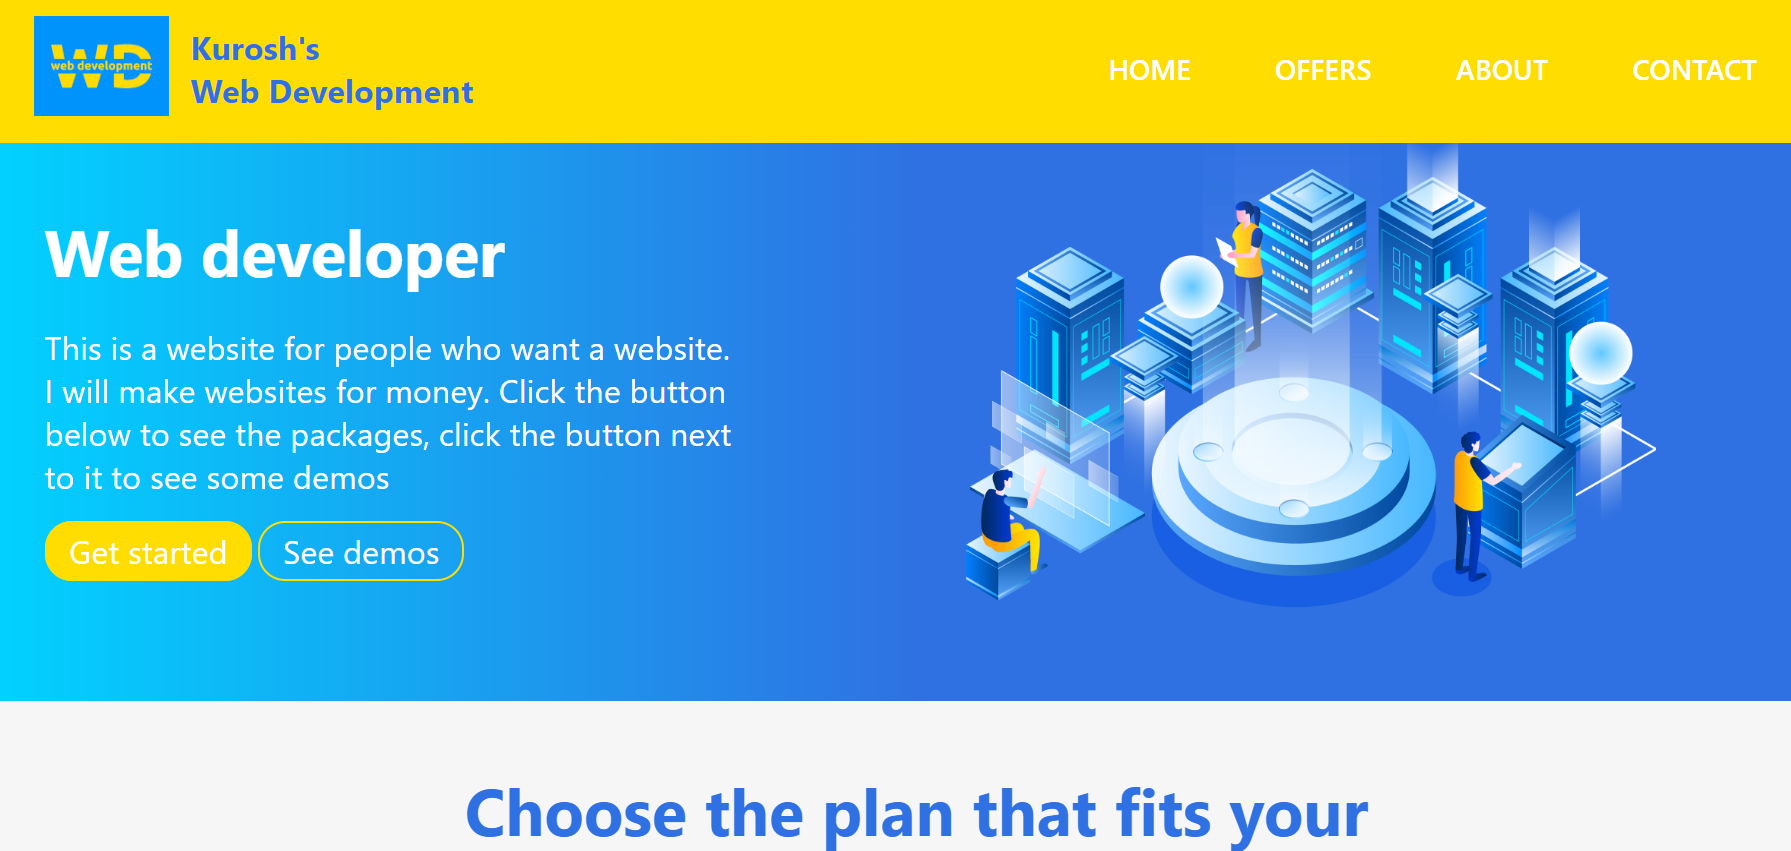 WD
web development
Kurosh's
Web Development
HOME OFFERS ABOUT CONTACT
Web developer
This is a website for people who want a website.
I will make websites for money. Click the button
below to see the packages, click the button next
to it to see some demos
Get started See demos
Choose the plan that fits your